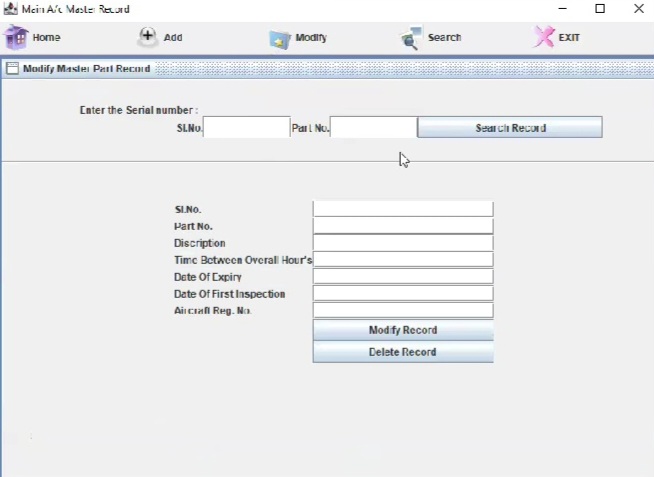 Main A/c Master Record
Home Add Modify Search EXIT
Modify Master Part Record
Enter the Serial number :
Sl.No. Part No. Search Record
Sl.No.
Part No.
Discription
Time Between Overall Hour's
Date Of Expiry
Date Of First Inspection
Aircraft Reg. No.
Modify Record
Delete Record